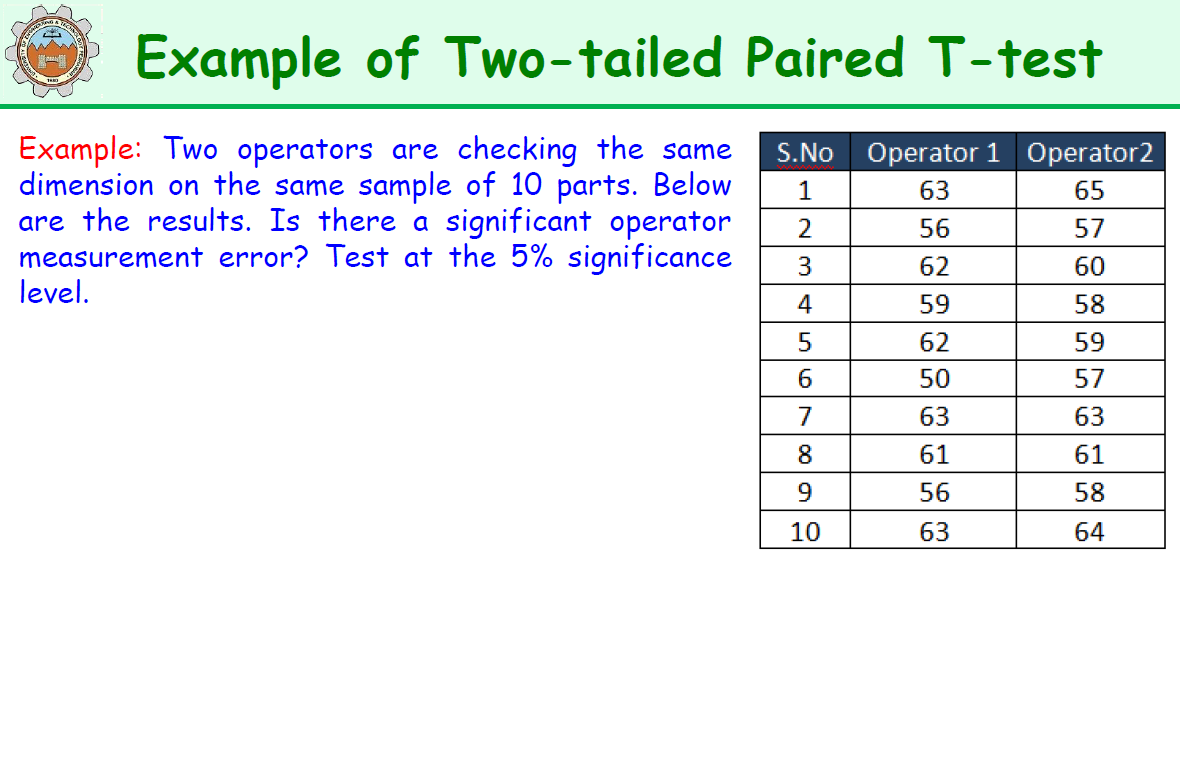 Example of Two-tailed Paired T-test
Example: Two operators are checking the same
dimension on the same sample of 10 parts. Below
are the results. Is there a significant operator
measurement error? Test at the 5% significance
level.
S.No Operator 1 Operator2
1 63 65
2 56 57
3 62 60
4 59 58
5 62 59
6 50 57
7 63 63
8 61 61
9 56 58
10 63 64